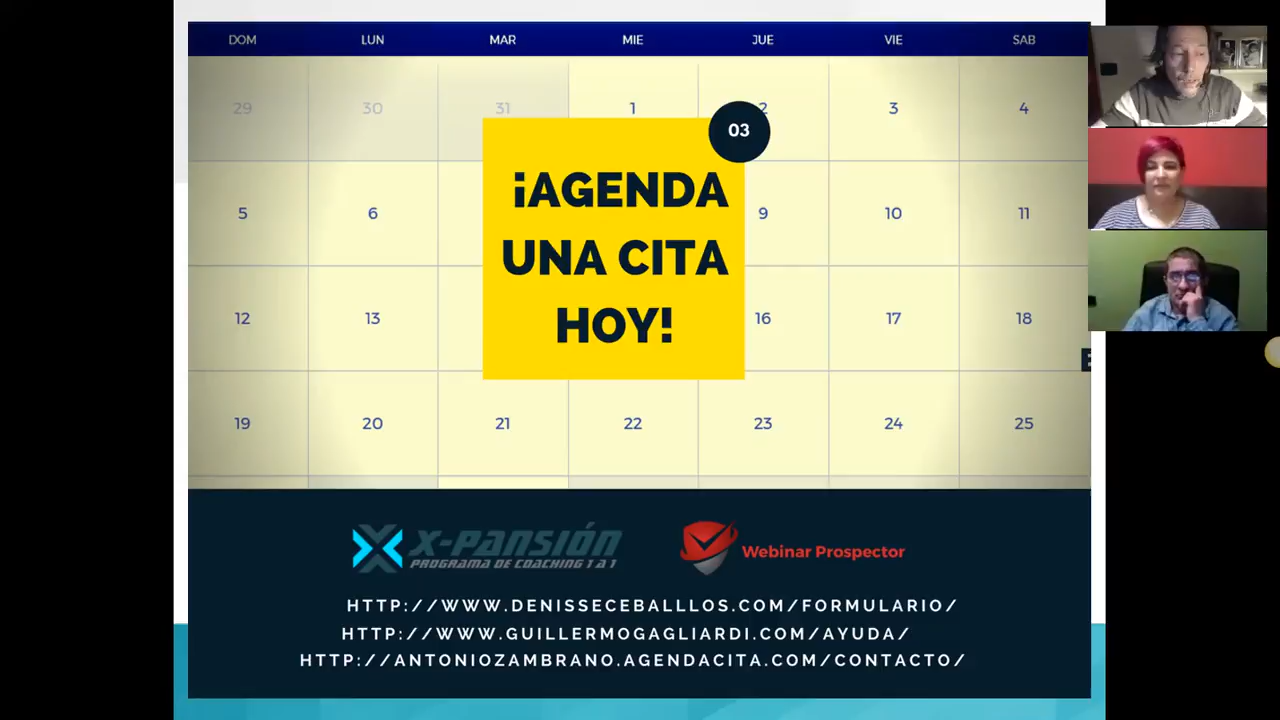 DOM LUN MAR MIE JUE VIE SAB
29 30 31 1 2 3 4
03
¡AGENDA
UNA CITA
HOY!
5 6 9 10 11
12 13 16 17 18
19 20 21 22 23 24 25
X-PANSIÓN
PROGRAMA DE COACHING 1 A 1
Webinar Prospector
HTTP://WWW.DENISSECEBALLLOS.COM/FORMULARIO/
HTTP://WWW.GUILLERMOGAGLIARDI.COM/AYUDA/
HTTP://ANTONIOZAMBRANO.AGENDACITA.COM/CONTACTO/